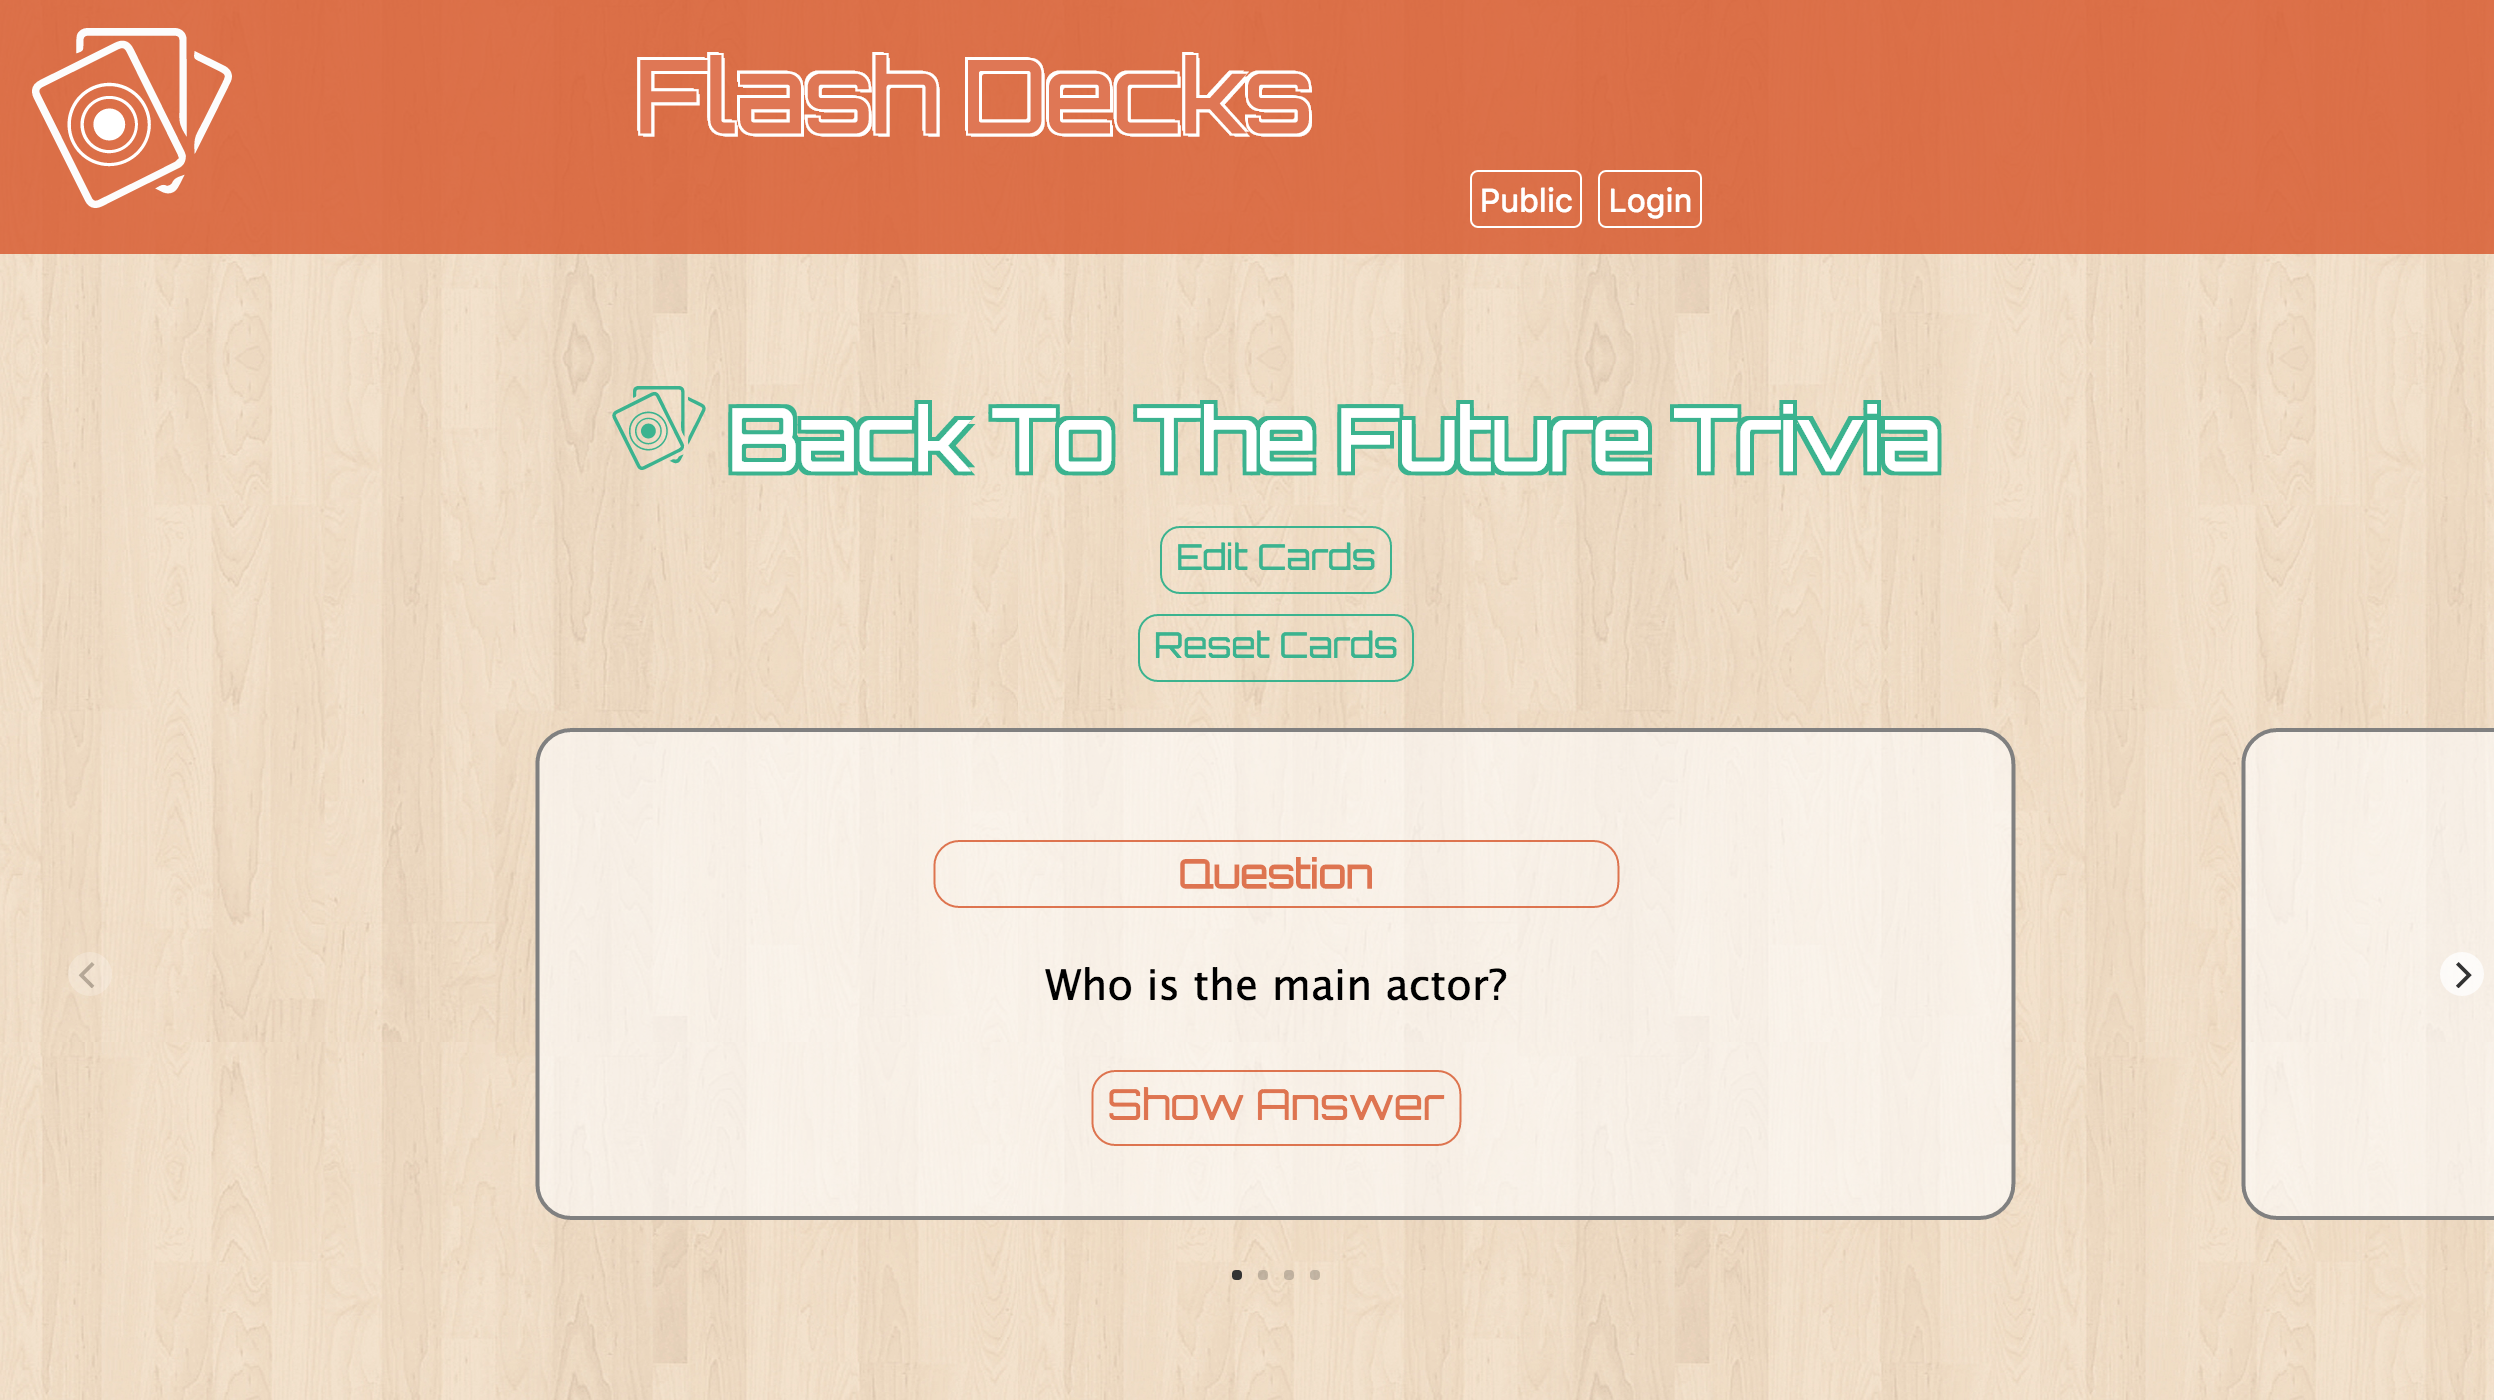 Flash Decks
Public Login
Back To The Future Trivia
Edit Cards
Reset Cards
Question
Who is the main actor?
Show Answer